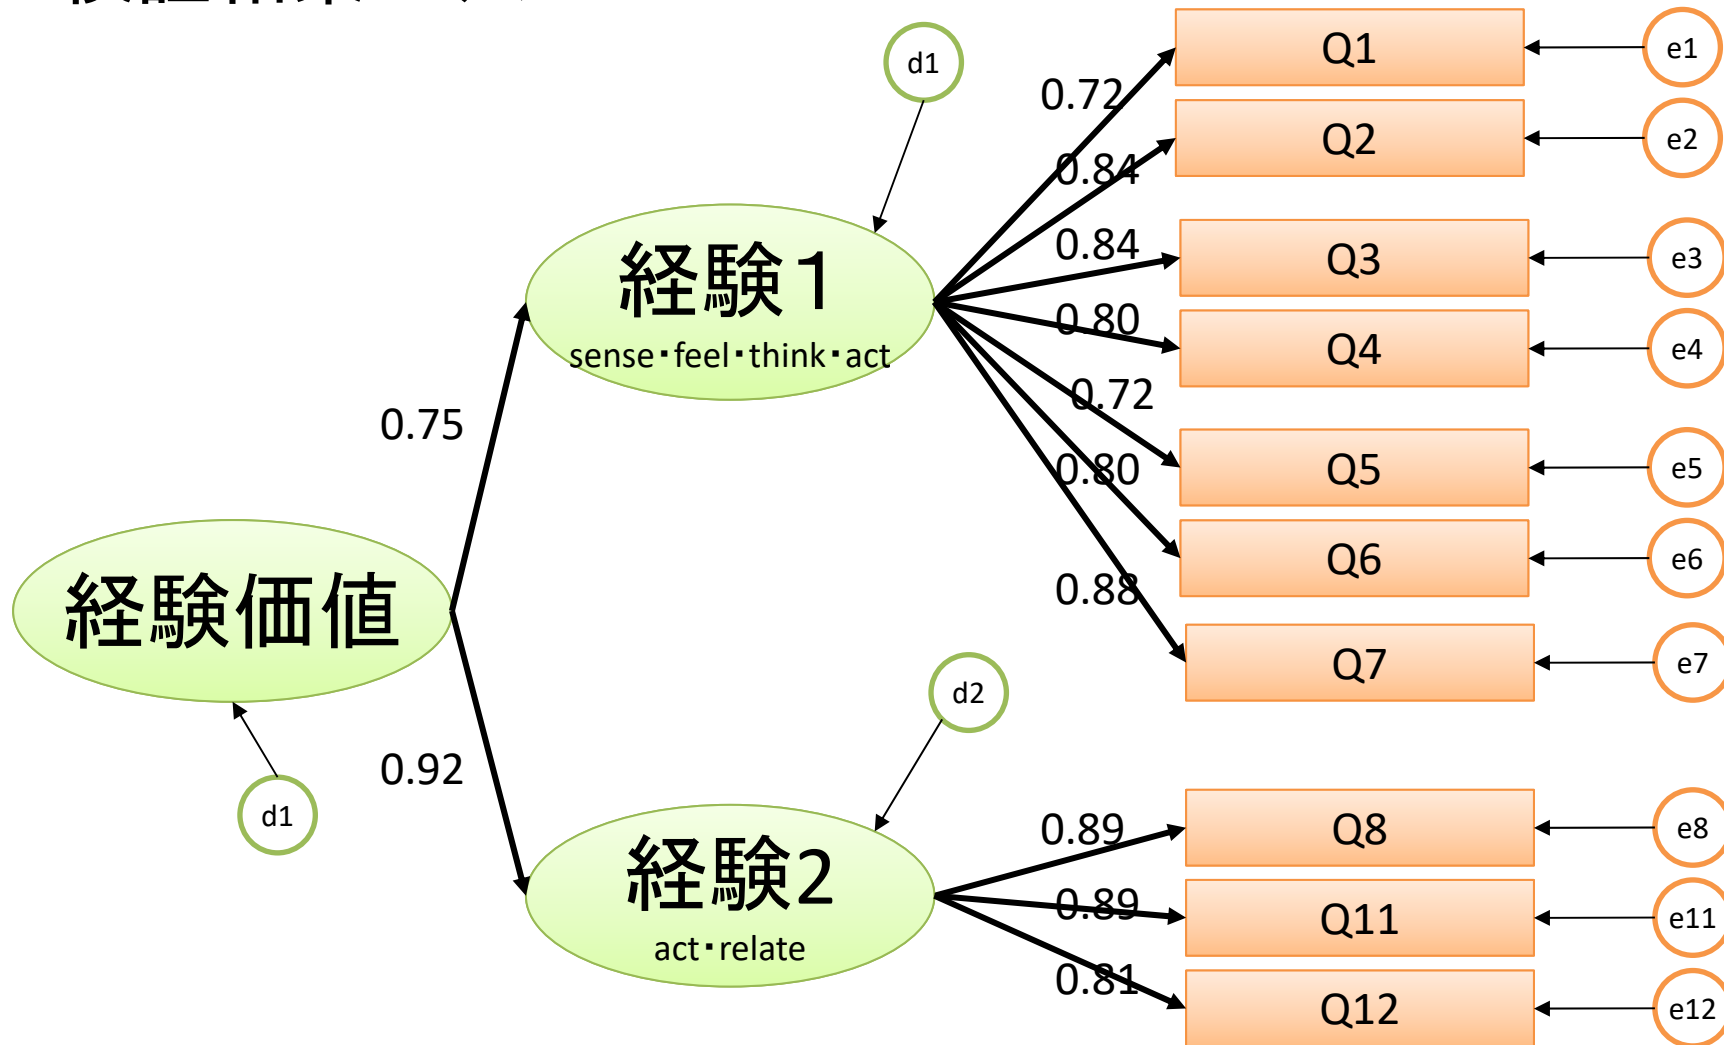 d1
Q1
e1
0.72
Q2
e2
0.84
経験1
sense・feel・think・act
0.84
Q3
e3
0.80
Q4
e4
0.72
0.75
Q5
e5
0.80
Q6
e6
0.88
経験価値
Q7
e7
d2
0.92
d1
0.89
Q8
e8
経験2
act・relate
0.89
Q11
e11
0.81
Q12
e12